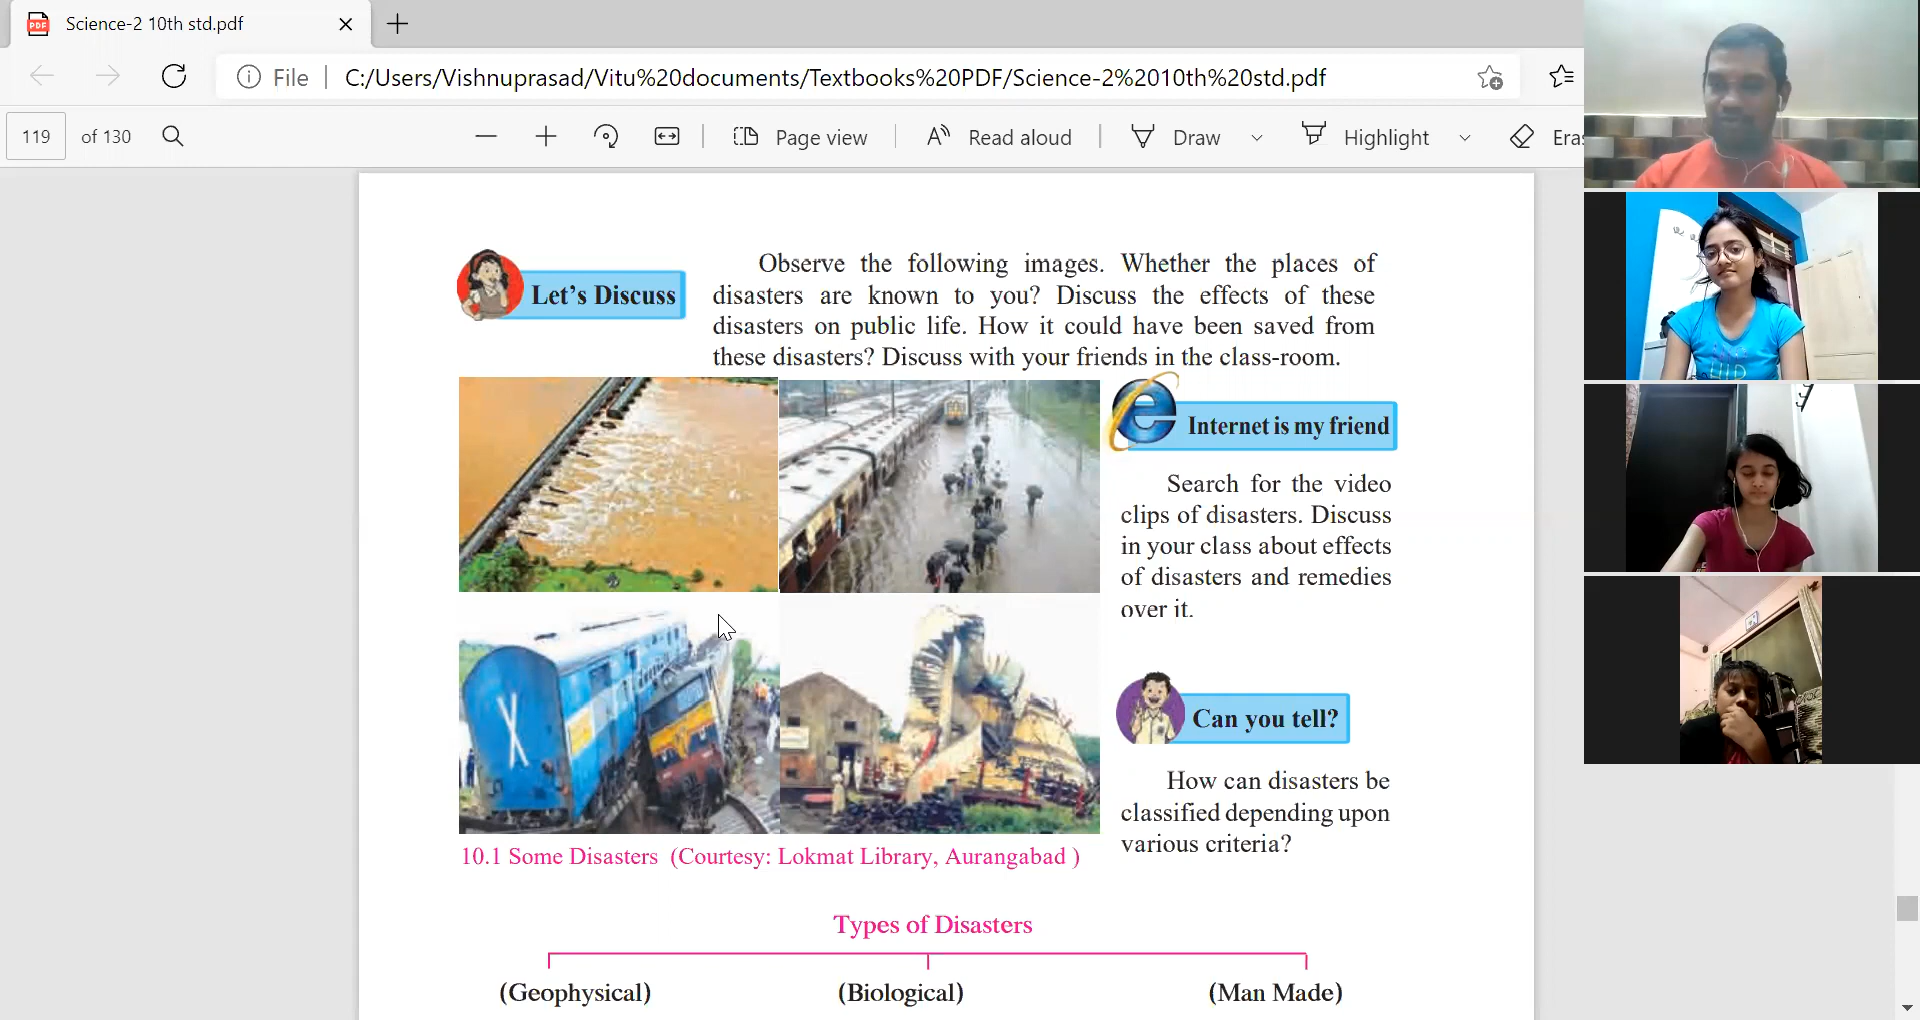 Science-2 10th std.pdf
File
C:/Users/Vishnuprasad/Vitu%20documents/Textbooks%20PDF/Science-2%2010th%20std.pdf
119 of 130
Page view
Read aloud
Draw
Highlight
Eras
Let's Discuss
Observe the following images. Whether the places of
disasters are known to you? Discuss the effects of these
disasters on public life. How it could have been saved from
these disasters? Discuss with your friends in the class-room.
Internet is my friend
Search for the video
clips of disasters. Discuss
in your class about effects
of disasters and remedies
over it.
Can you tell?
How can disasters be
classified depending upon
various criteria?
10.1 Some Disasters (Courtesy: Lokmat Library, Aurangabad )
Types of Disasters
(Geophysical)
(Biological)
(Man Made)